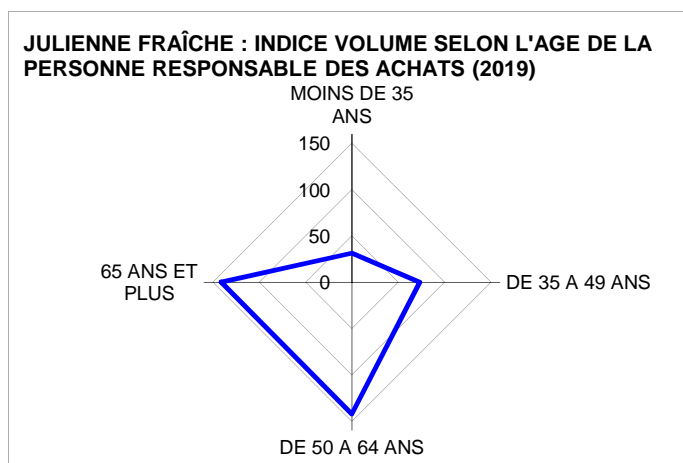 JULIENNE FRAÎCHE : INDICE VOLUME SELON L'AGE DE LA
PERSONNE RESPONSABLE DES ACHATS (2019)
MOINS DE 35
ANS
150
100
50
0
65 ANS ET
PLUS
DE 35 A 49 ANS
DE 50 A 64 ANS